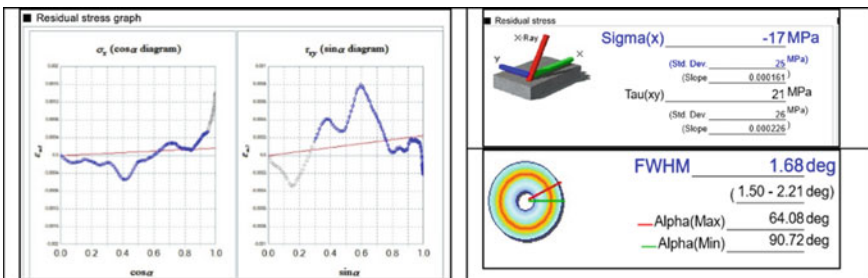 Residual stress graph
σx (cosα diagram)
τxy (sinα diagram)
0.0 0.2 0.4 0.6 0.8 1.0
cosα
0.0 0.2 0.4 0.6 0.8 1.0
sinα
Residual stress
X-Ray
Y
X
Sigma(x) -17 MPa
(Std. Dev. 25 MPa)
(Slope 0.000161)
Tau(xy) 21 MPa
(Std. Dev. 26 MPa)
(Slope 0.000226)
FWHM 1.68 deg
(1.50 - 2.21 deg)
Alpha(Max) 64.08 deg
Alpha(Min) 90.72 deg